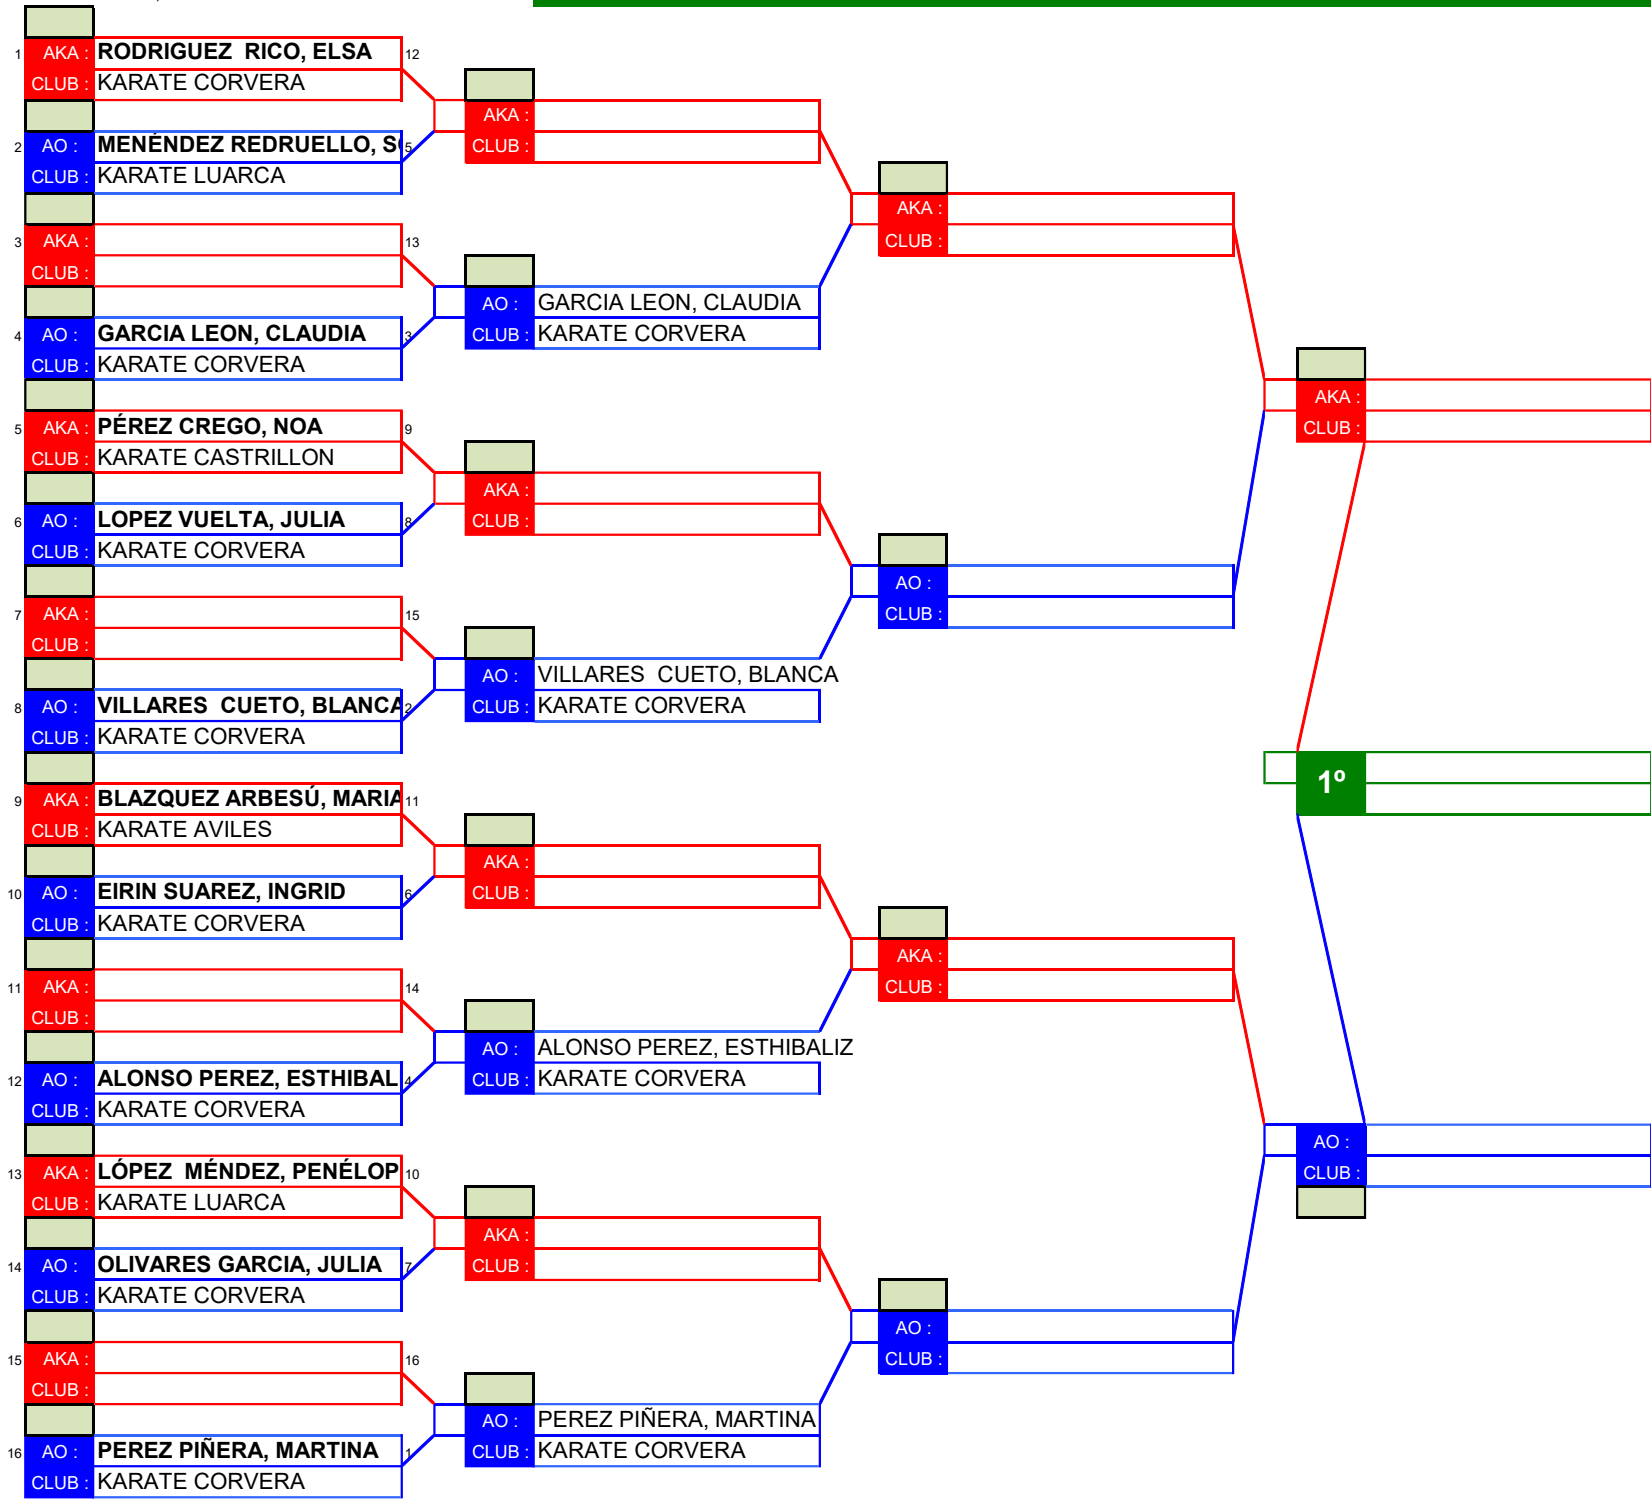 1 AKA : RODRIGUEZ  RICO, ELSA 12
CLUB : KARATE CORVERA
2 AO : MENÉNDEZ REDRUELLO, 5
CLUB : KARATE LUARCA
3 AKA : 13
CLUB :
4 AO : GARCIA LEON, CLAUDIA 3
CLUB : KARATE CORVERA
5 AKA : PÉREZ CREGO, NOA 9
CLUB : KARATE CASTRILLON
6 AO : LOPEZ VUELTA, JULIA 8
CLUB : KARATE CORVERA
7 AKA : 15
CLUB :
8 AO : VILLARES  CUETO, BLANCA 2
CLUB : KARATE CORVERA
9 AKA : BLAZQUEZ ARBESÚ, MARIA 11
CLUB : KARATE AVILES
10 AO : EIRIN SUAREZ, INGRID 6
CLUB : KARATE CORVERA
11 AKA : 14
CLUB :
12 AO : ALONSO PEREZ, ESTHIBAL 4
CLUB : KARATE CORVERA
13 AKA : LÓPEZ  MÉNDEZ, PENÉLOP 10
CLUB : KARATE LUARCA
14 AO : OLIVARES GARCIA, JULIA 7
CLUB : KARATE CORVERA
15 AKA : 16
CLUB :
16 AO : PEREZ PIÑERA, MARTINA 1
CLUB : KARATE CORVERA
AKA :
CLUB :
AO : GARCIA LEON, CLAUDIA
CLUB : KARATE CORVERA
AKA :
CLUB :
AO : VILLARES  CUETO, BLANCA
CLUB : KARATE CORVERA
AKA :
CLUB :
AO : ALONSO PEREZ, ESTHIBALIZ
CLUB : KARATE CORVERA
AKA :
CLUB :
AO : PEREZ PIÑERA, MARTINA
CLUB : KARATE CORVERA
AKA :
CLUB :
AO :
CLUB :
AKA :
CLUB :
AO :
CLUB :
AKA :
CLUB :
1º
AO :
CLUB :